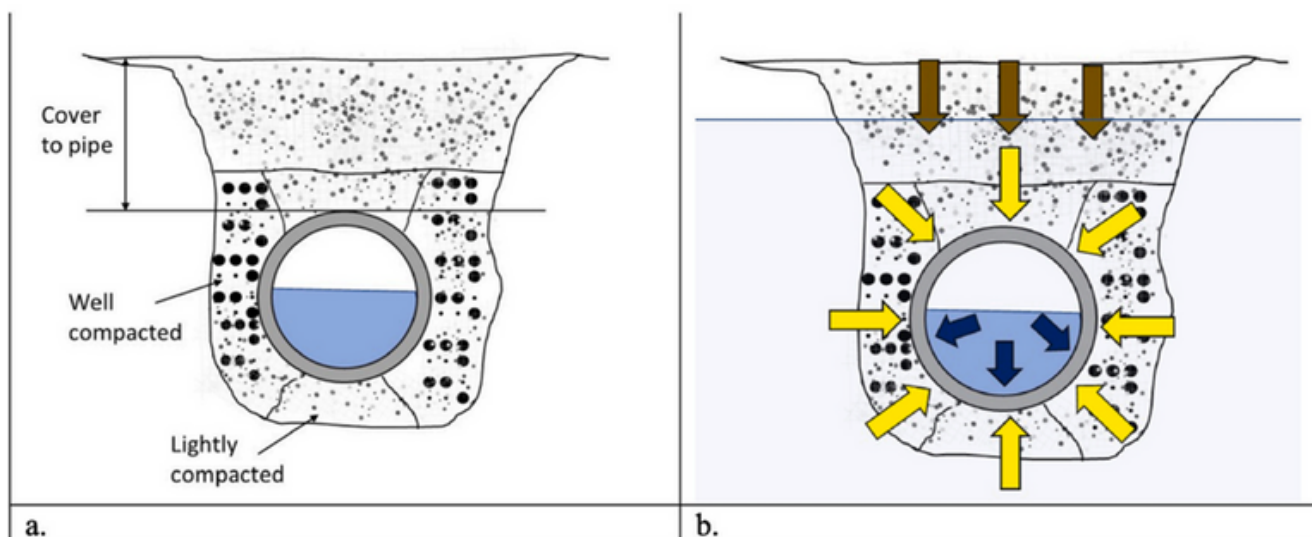 Cover
to pipe
Well
compacted
Lightly
compacted
a.
b.